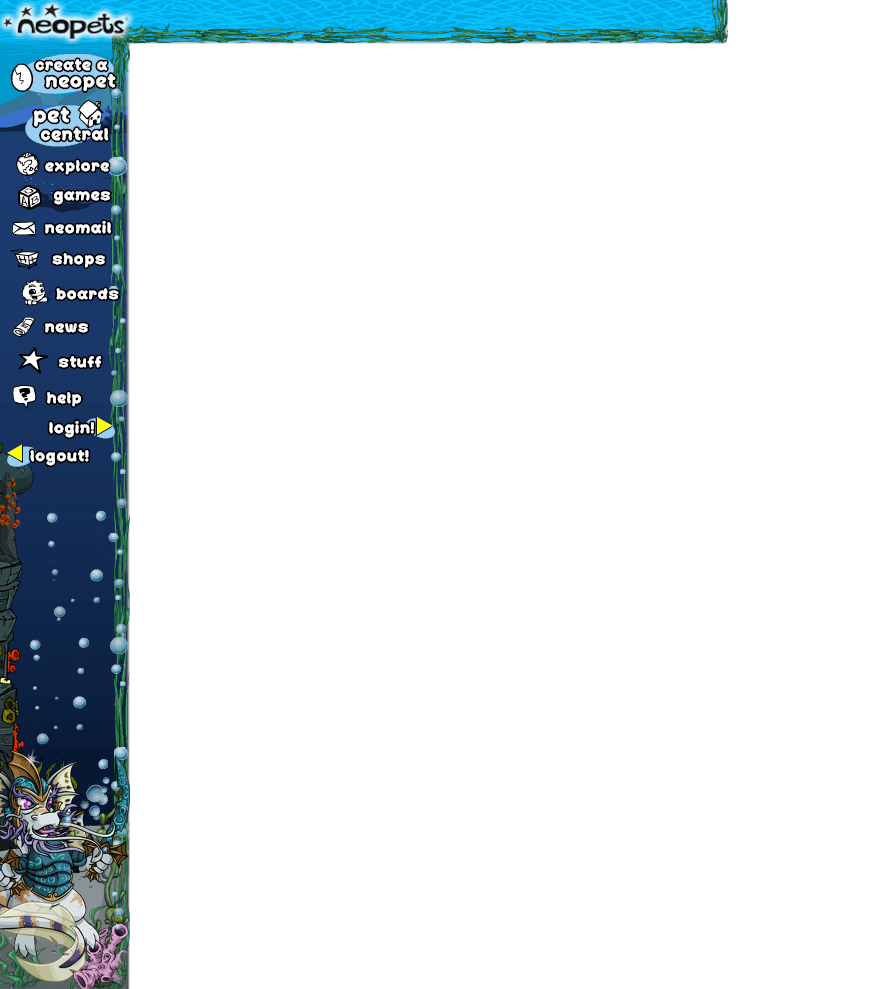 neopets
create a
neopet
pet
central
explore
games
neomail
shops
boards
news
stuff
help
login!
logout!